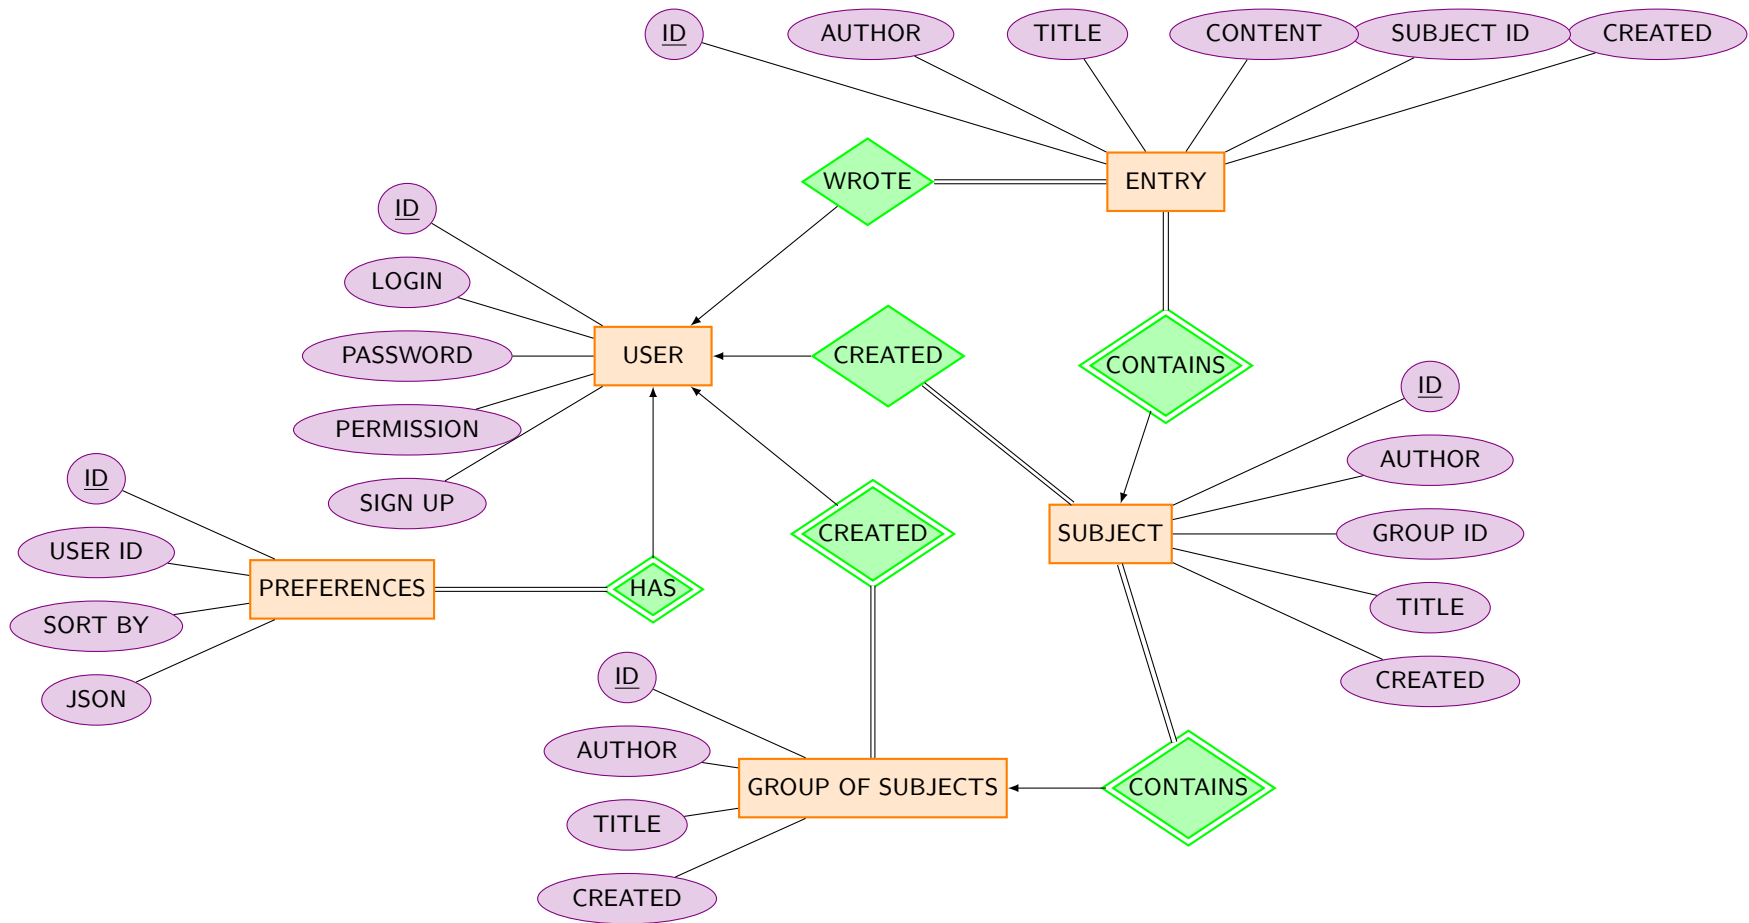 ID
AUTHOR
TITLE
CONTENT
SUBJECT ID
CREATED
WROTE
ENTRY
ID
LOGIN
PASSWORD
PERMISSION
SIGN UP
USER
CREATED
CONTAINS
ID
AUTHOR
GROUP ID
TITLE
CREATED
SUBJECT
CREATED
ID
USER ID
SORT BY
JSON
PREFERENCES
HAS
ID
AUTHOR
TITLE
CREATED
GROUP OF SUBJECTS
CONTAINS